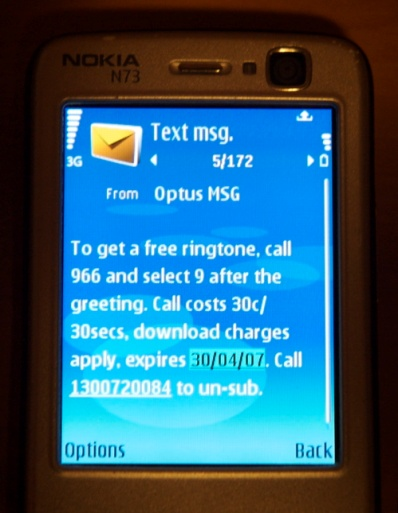 NOKIA
N73
Text msg.
3G
5/172
From Optus MSG
To get a free ringtone, call
966 and select 9 after the
greeting. Call costs 30c/
30secs, download charges
apply, expires 30/04/07. Call
1300720084 to un-sub.
Options Back